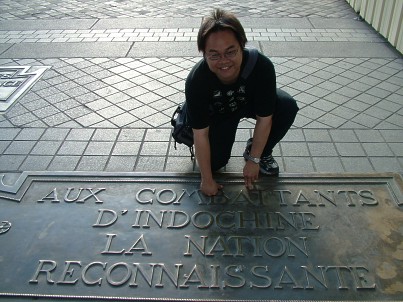 AUX COMBATTANTS
D'INDOCHINE
LA NATION
RECONNAISSANTE